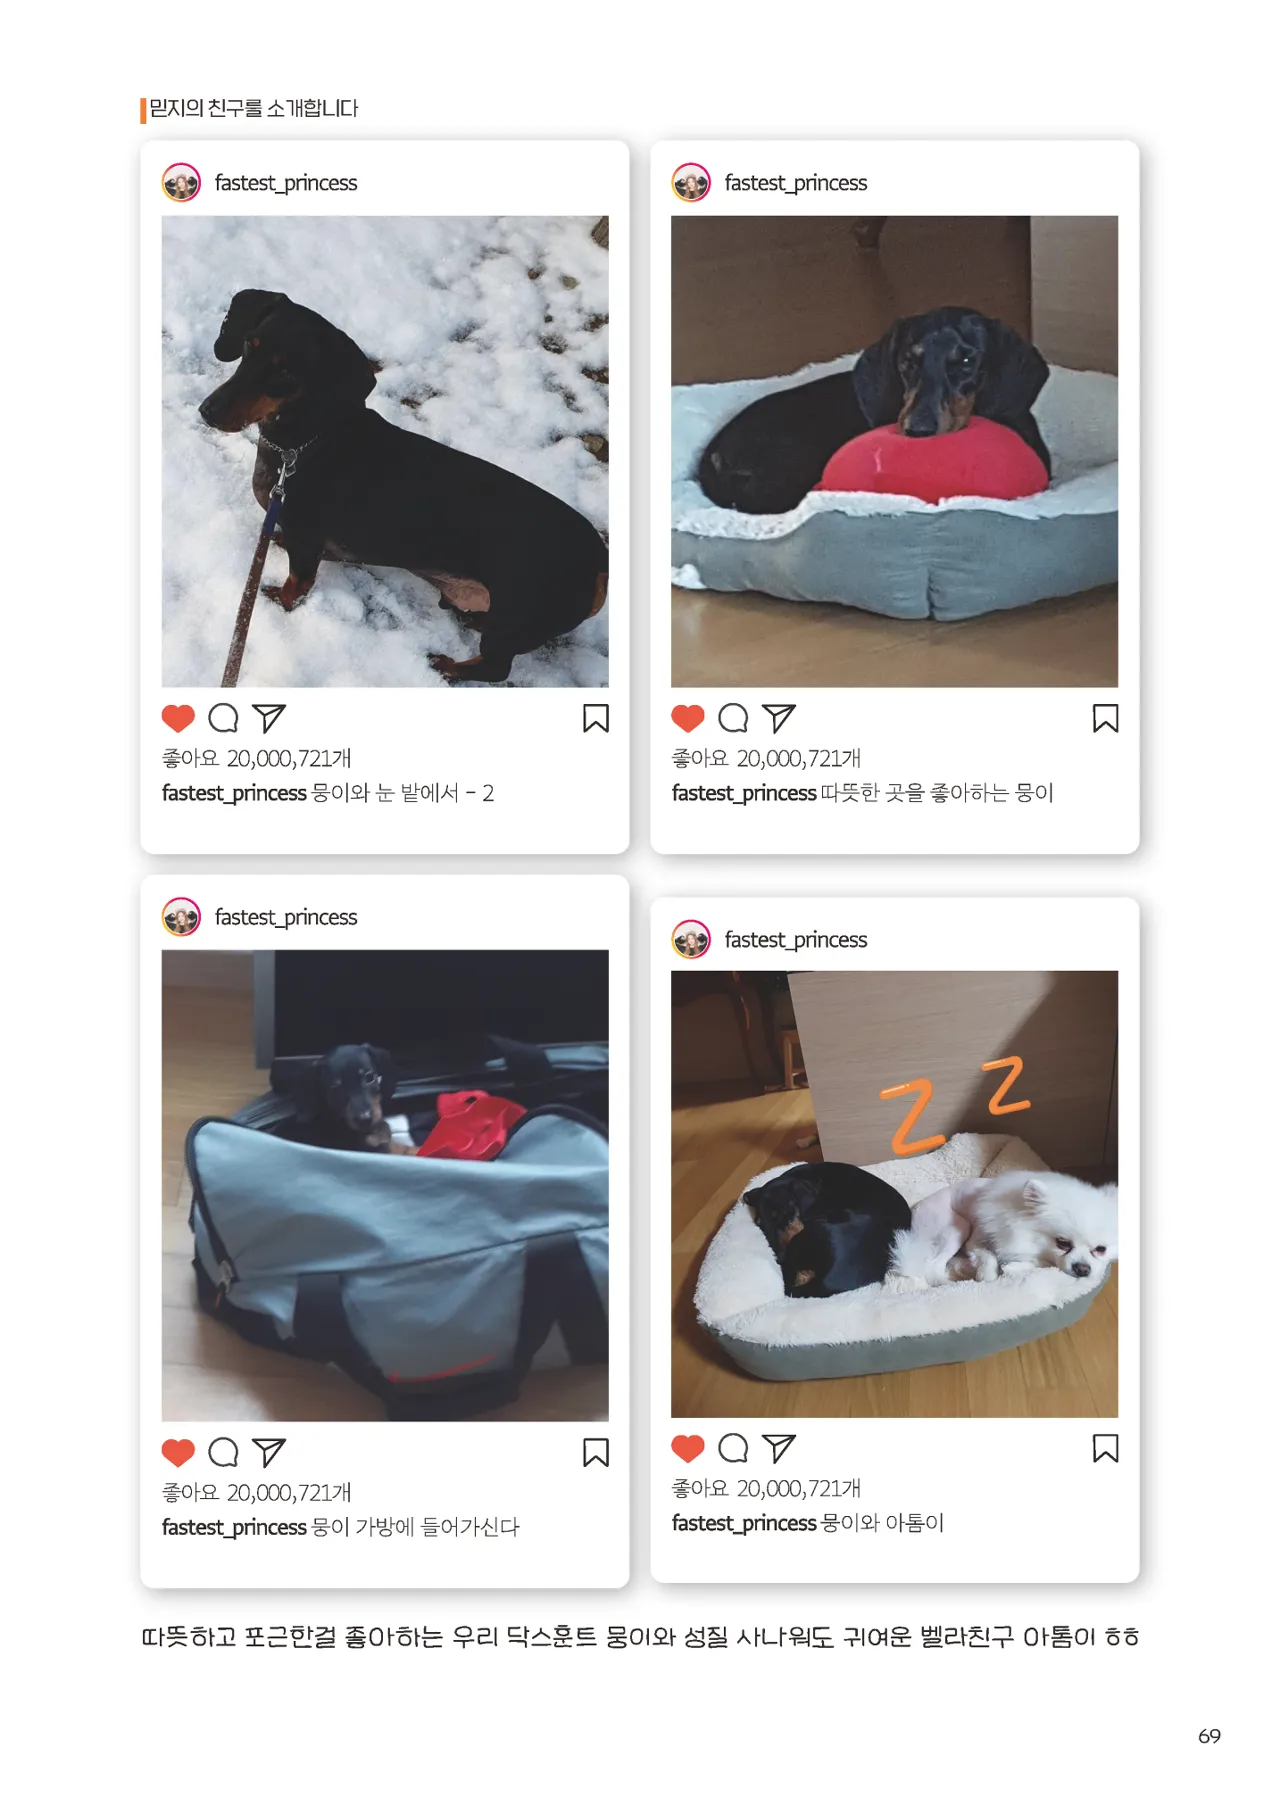 믿지의 친구를 소개합니다
fastest_princess
좋아요 20,000,721개
fastest_princess 뭉이와 눈 밭에서 - 2
fastest_princess
좋아요 20,000,721개
fastest_princess 따뜻한 곳을 좋아하는 뭉이
fastest_princess
좋아요 20,000,721개
fastest_princess 뭉이 가방에 들어가신다
fastest_princess
Z Z
좋아요 20,000,721개
fastest_princess 뭉이와 아톰이
따뜻하고 포근한걸 좋아하는 우리 닥스훈트 뭉이와 성질 사나워도 귀여운 벨라친구 아톰이 ㅎㅎ
69